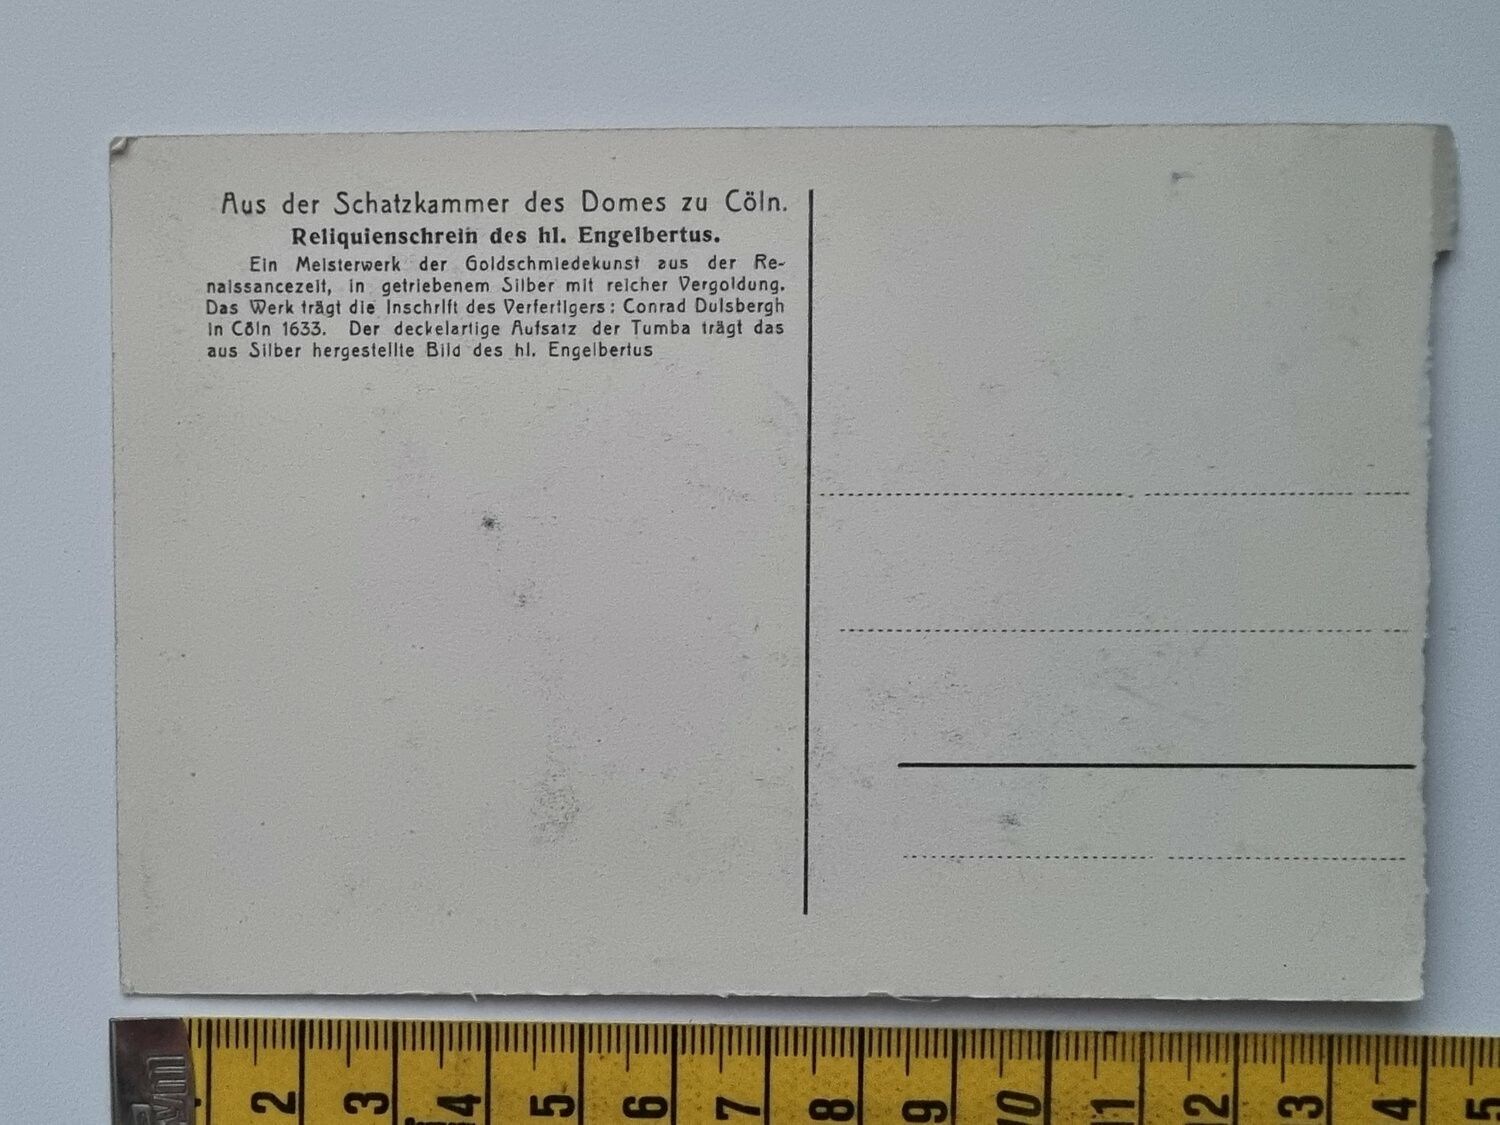 Aus der Schatzkammer des Domes zu Cöln.
Reliquienschrein des hl. Engelbertus.
Ein Meisterwerk der Goldschmiedekunst aus der Re-
naissancezeit, in getriebenem Silber mit reicher Vergoldung.
Das Werk trägt die Inschrift des Verfertigers: Conrad Duisbergh
in Cöln 1633. Der deckelartige Aufsatz der Tumba trägt das
aus Silber hergestellte Bild des hl. Engelbertus
2 3 4 5 6 7 8 9 10 11 12 3 4 5